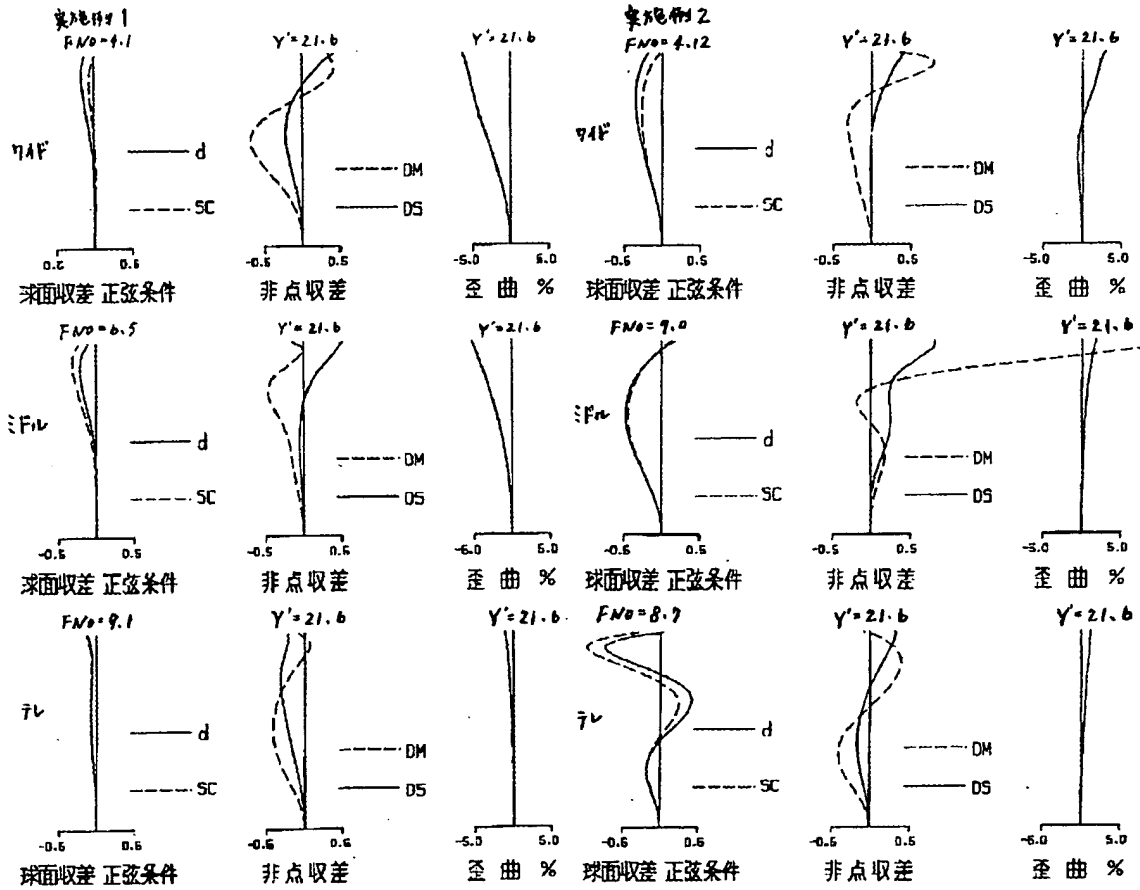 実施例1
実施例2
FNO=4.1
Y'=21.6
Y'=21.6
FNO=4.12
Y'=21.6
Y'=21.6
ワイド
d
SC
DM
DS
ワイド
d
SC
DM
DS
0.5
-0.5
0.5
-5.0
5.0
-0.5
0.5
-0.5
0.5
-5.0
5.0
球面収差 正弦条件
非点収差
歪曲 %
球面収差 正弦条件
非点収差
歪曲 %
FNO=6.5
Y'=21.6
Y'=21.6
Y'=21.6
Y'=21.6
ミドル
d
SC
DM
DS
ミドル
d
SC
DM
DS
-0.5
0.5
-0.5
0.5
5.0
-0.5
0.5
-0.5
0.5
-5.0
5.0
球面収差 正弦条件
非点収差
歪曲 %
球面収差 正弦条件
非点収差
歪曲 %
FNO=9.1
Y'=21.6
Y'=21.6
FNO=8.7
Y'=21.6
Y'=21.6
テレ
d
SC
DM
DS
テレ
d
SC
DM
DS
-0.5
0.5
-0.5
0.5
-5.0
5.0
-0.5
0.5
-0.5
0.5
-5.0
5.0
球面収差 正弦条件
非点収差
歪曲 %
球面収差 正弦条件
非点収差
歪曲 %